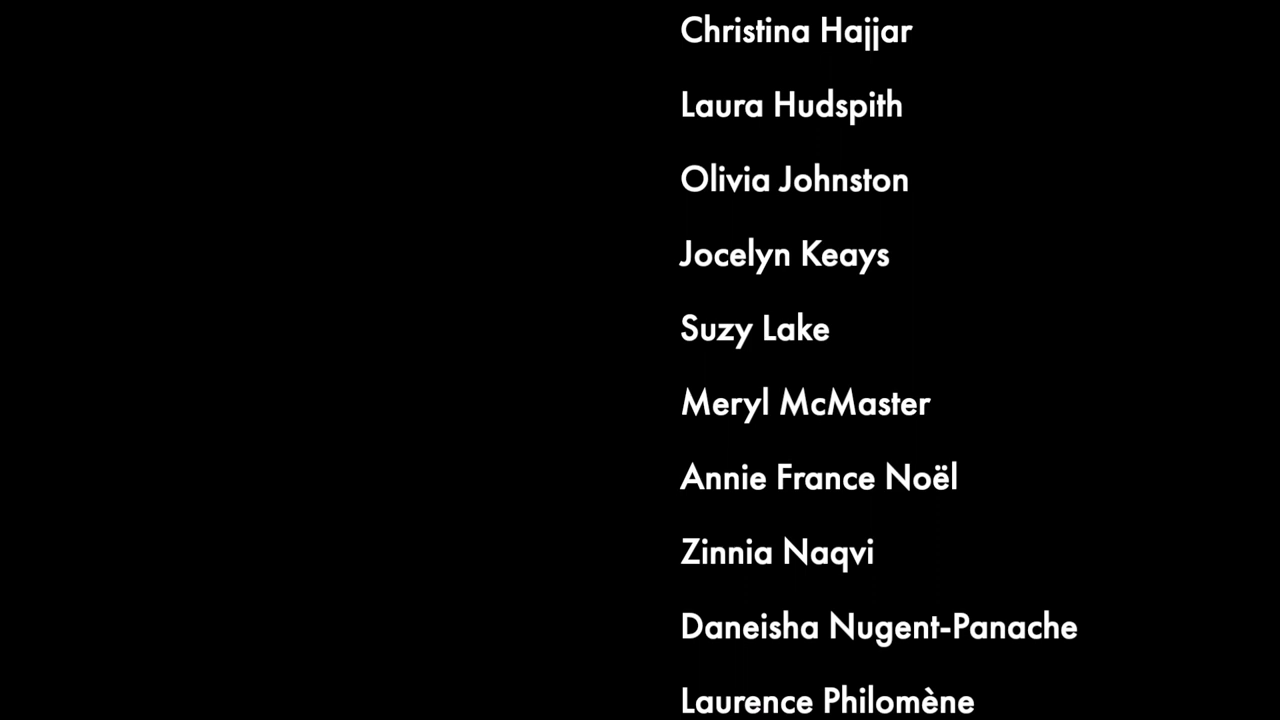 Christina Hajjar
Laura Hudspith
Olivia Johnston
Jocelyn Keays
Suzy Lake
Meryl McMaster
Annie France Noël
Zinnia Naqvi
Daneisha Nugent-Panache
Laurence Philomène